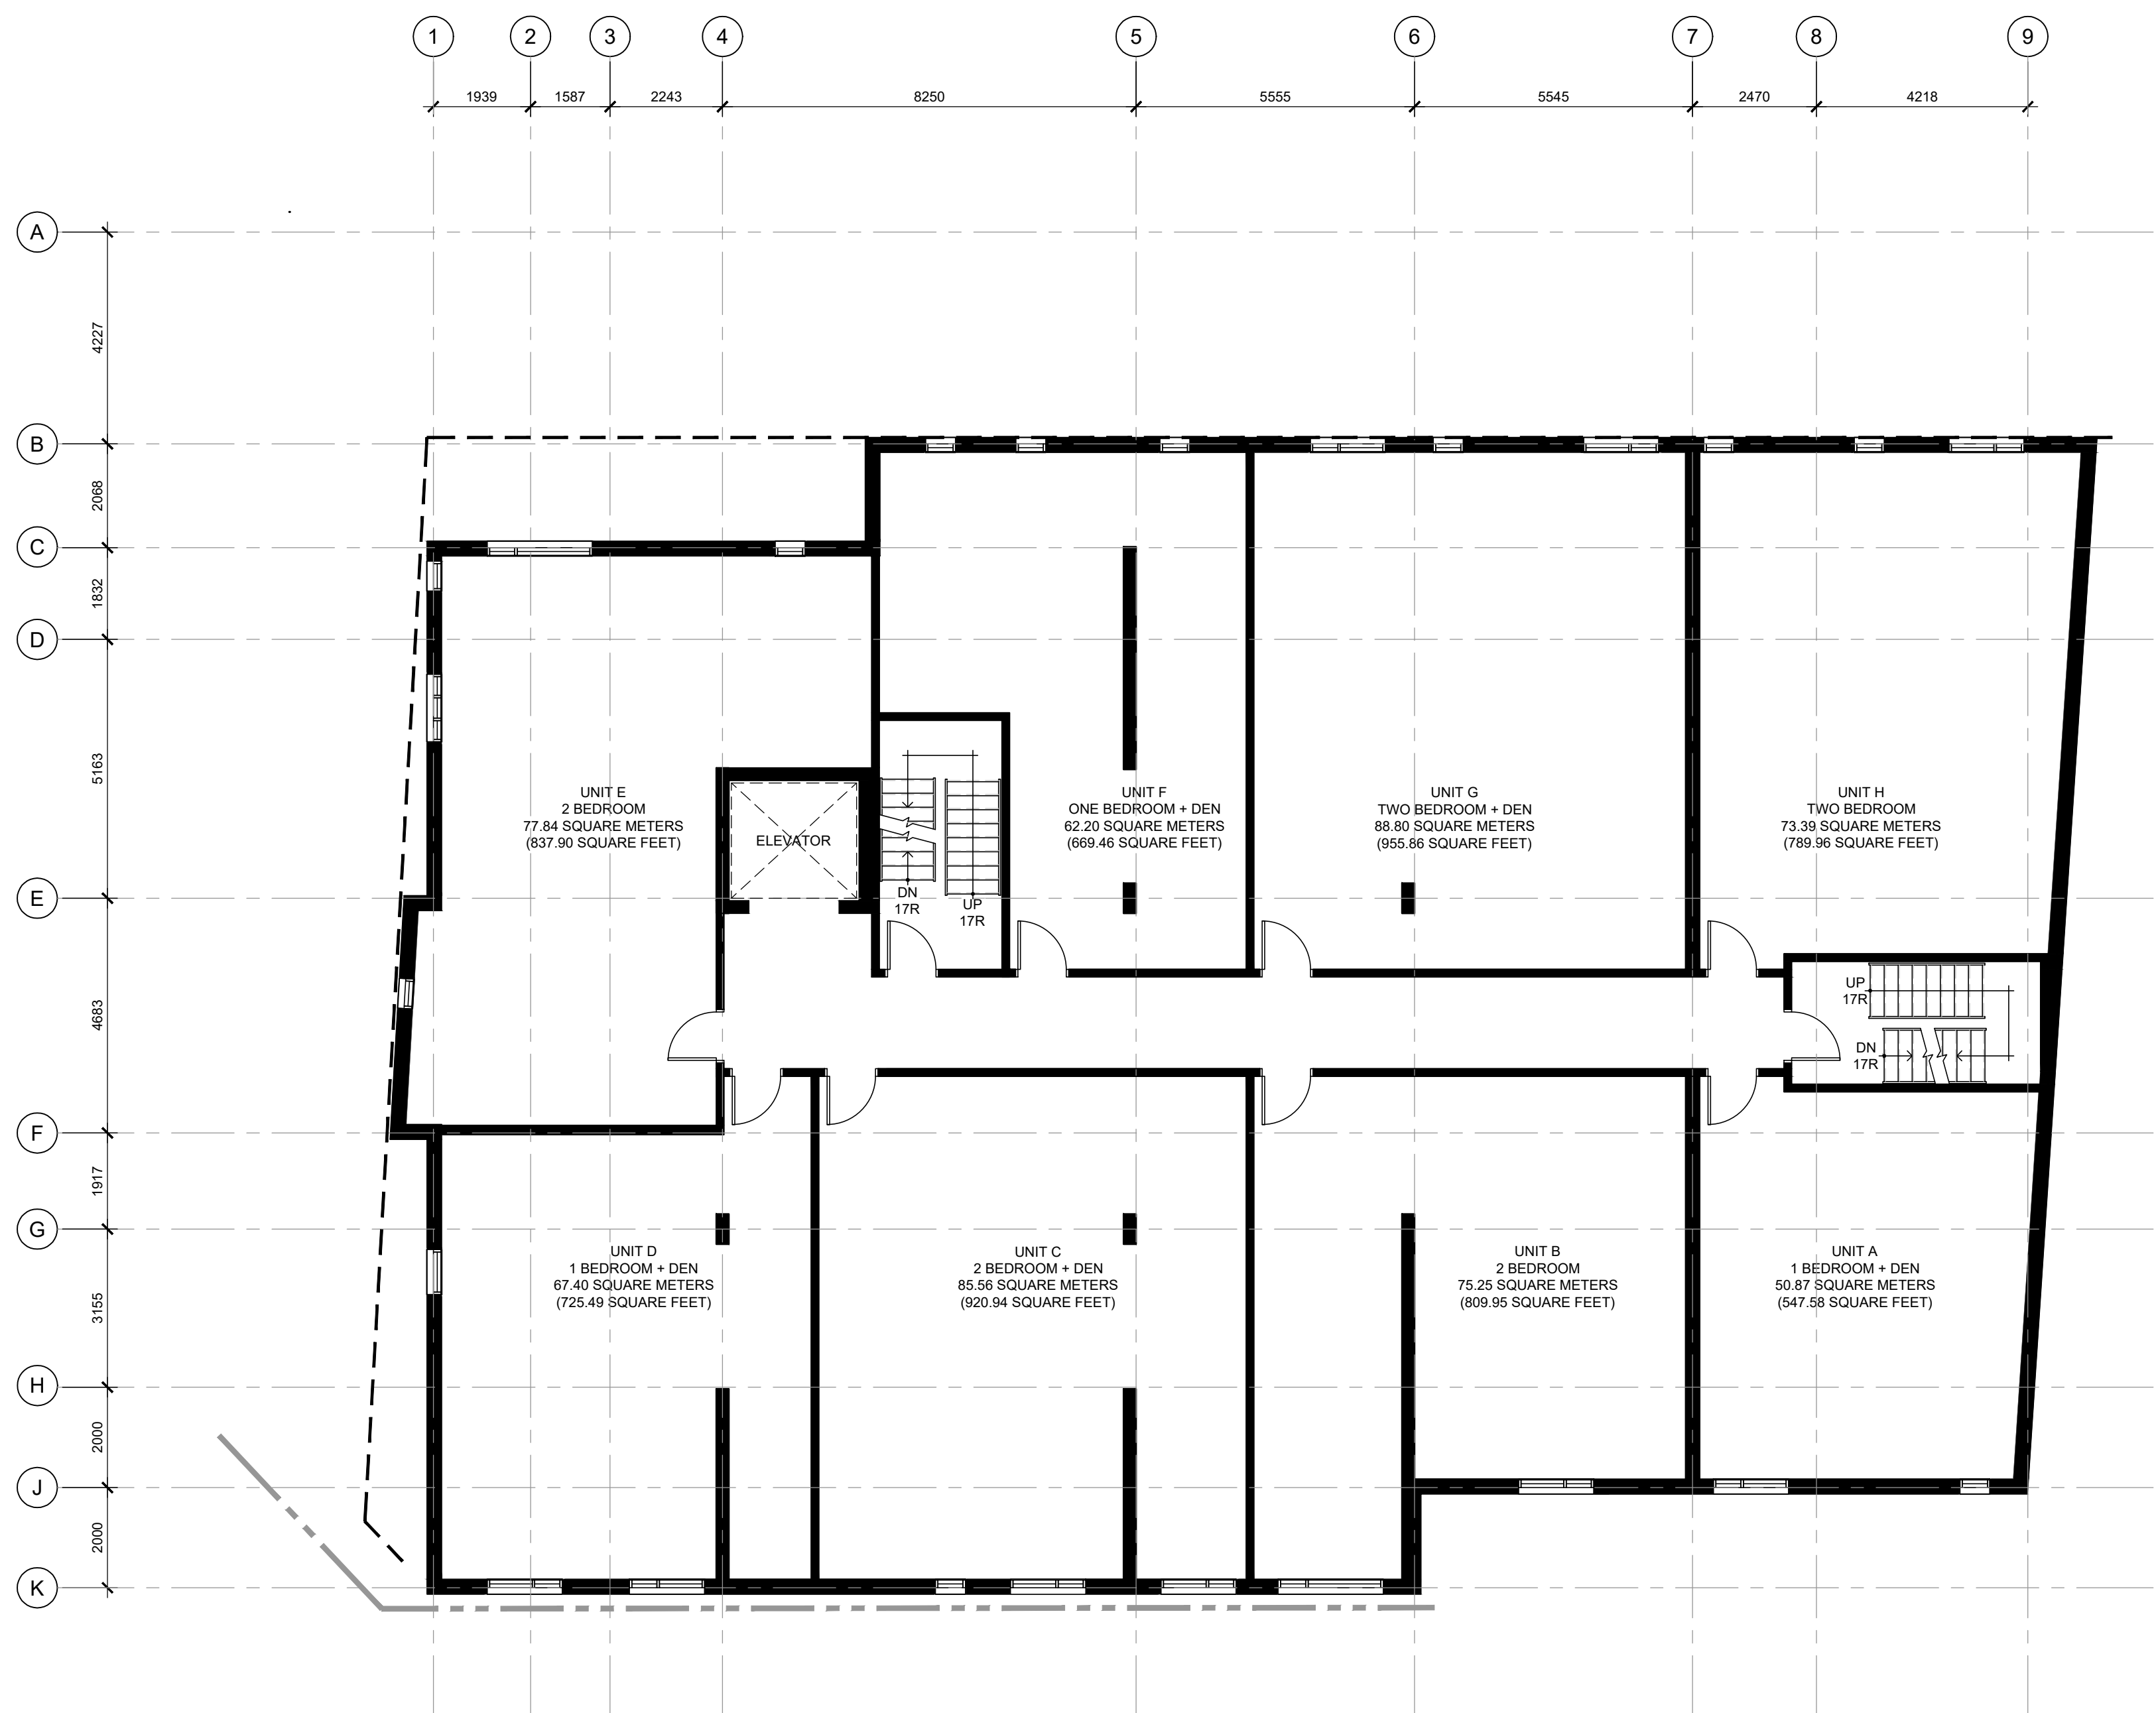 1 2 3 4 5 6 7 8 9
1939 1587 2243 8250 5555 5545 2470 4218
A
4227
B
2068
C
1832
D
5163
E
4683
F
1917
G
3155
H
2000
J
2000
K
UNIT E
2 BEDROOM
77.84 SQUARE METERS
(837.90 SQUARE FEET)
ELEVATOR
DN
17R
UP
17R
UNIT F
ONE BEDROOM + DEN
62.20 SQUARE METERS
(669.46 SQUARE FEET)
UNIT G
TWO BEDROOM + DEN
88.80 SQUARE METERS
(955.86 SQUARE FEET)
UNIT H
TWO BEDROOM
73.39 SQUARE METERS
(789.96 SQUARE FEET)
UP
17R
DN
17R
UNIT D
1 BEDROOM + DEN
67.40 SQUARE METERS
(725.49 SQUARE FEET)
UNIT C
2 BEDROOM + DEN
85.56 SQUARE METERS
(920.94 SQUARE FEET)
UNIT B
2 BEDROOM
75.25 SQUARE METERS
(809.95 SQUARE FEET)
UNIT A
1 BEDROOM + DEN
50.87 SQUARE METERS
(547.58 SQUARE FEET)